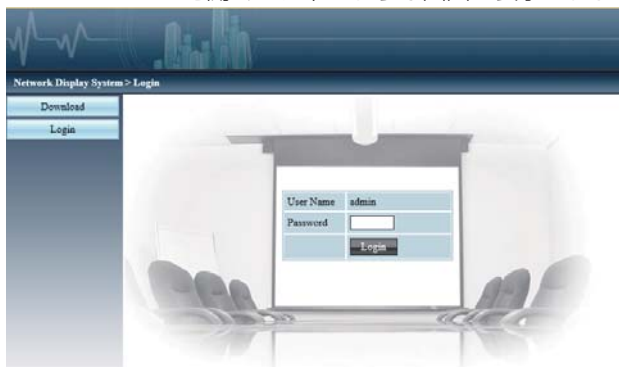 Network Display System > Login
Download
Login
User Name admin
Password
Login